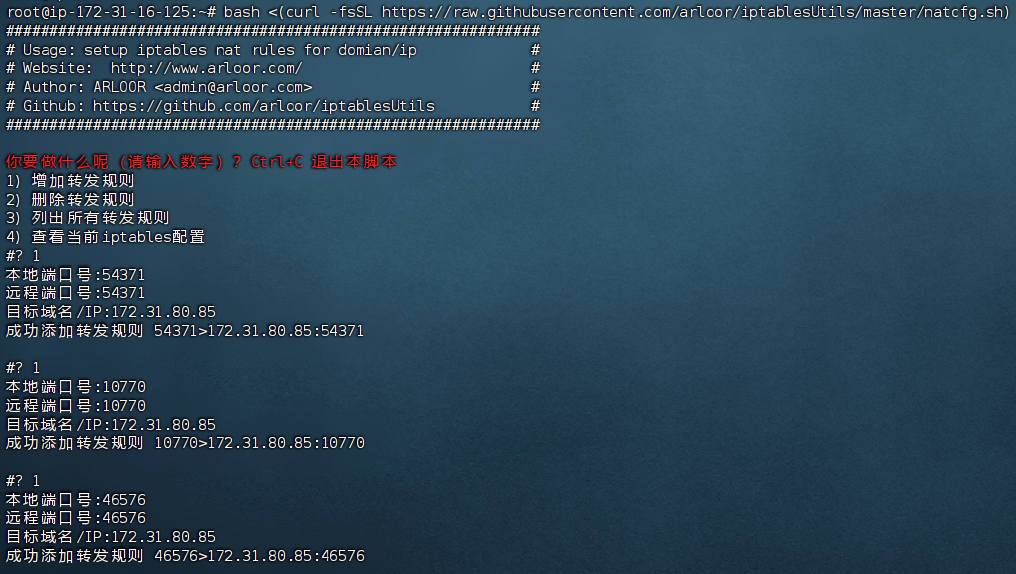 root@ip-172-31-16-125:~# bash <(curl -fsSL https://raw.githubusercontent.com/arloor/iptablesUtils/master/natcfg.sh)
##############################################################
# Usage: setup iptables nat rules for domian/ip             #
# Website:  http://www.arloor.com/                          #
# Author: ARLOOR <admin@arloor.com>                         #
# Github: https://github.com/arloor/iptablesUtils           #
##############################################################
你要做什么呢（请输入数字）？Ctrl+C 退出本脚本
1) 增加转发规则
2) 删除转发规则
3) 列出所有转发规则
4) 查看当前iptables配置
#? 1
本地端口号:54371
远程端口号:54371
目标域名/IP:172.31.80.85
成功添加转发规则 54371>172.31.80.85:54371
#? 1
本地端口号:10770
远程端口号:10770
目标域名/IP:172.31.80.85
成功添加转发规则 10770>172.31.80.85:10770
#? 1
本地端口号:46576
远程端口号:46576
目标域名/IP:172.31.80.85
成功添加转发规则 46576>172.31.80.85:46576